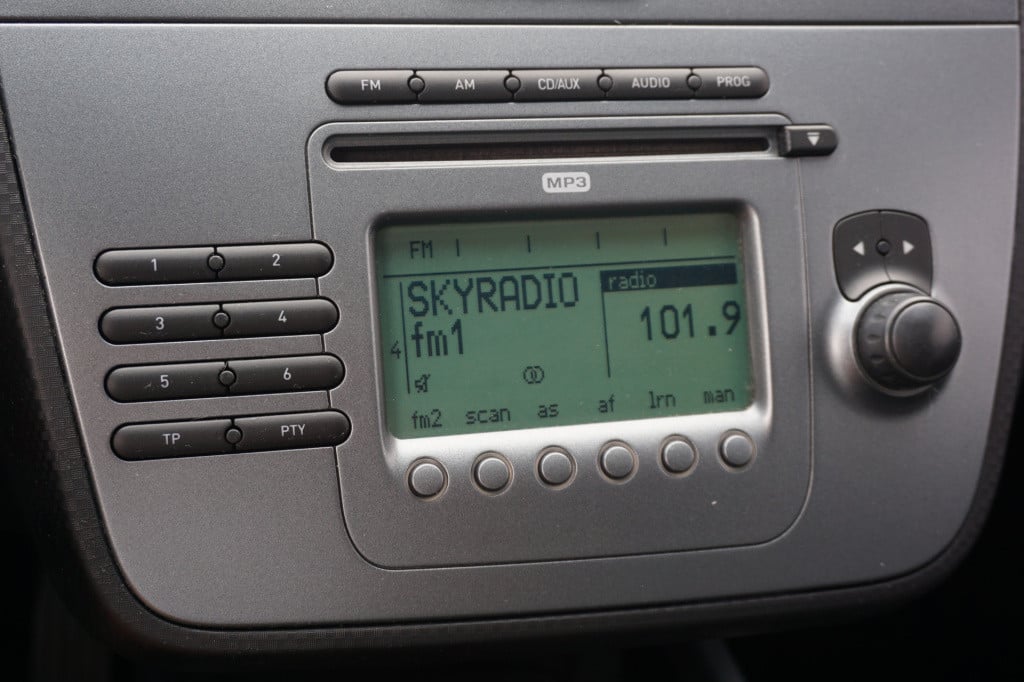 FM AM CD/AUX AUDIO PROG
MP3
1 2
3 4
5 6
TP PTY
FM
SKYRADIO radio
fm1 101.9
4
fm2 scan as af lrn man